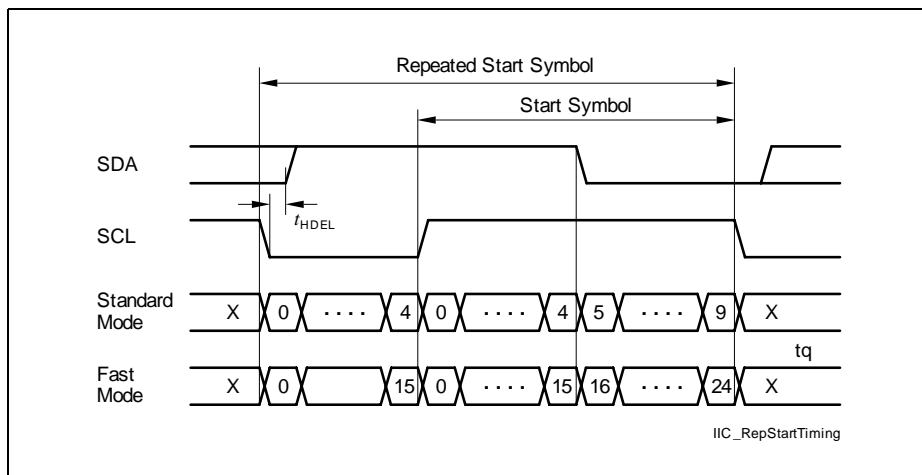 Repeated Start Symbol
Start Symbol
SDA
tHDEL
SCL
Standard Mode X 0 .... 4 0 .... 4 5 .... 9 X
tq
Fast Mode X 0 15 0 .... 15 16 .... 24 X
IIC_RepStartTiming